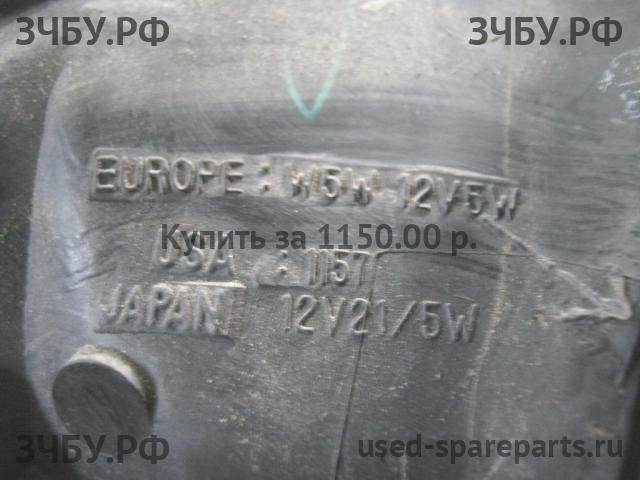 ЗЧБУ.РФ ЗЧБУ.РФ
EUROPE: W5W 12V5W
Купить за 1150.00 р.
USA : 1157
JAPAN 12V21/5W
ЗЧБУ.РФ used-spareparts.ru